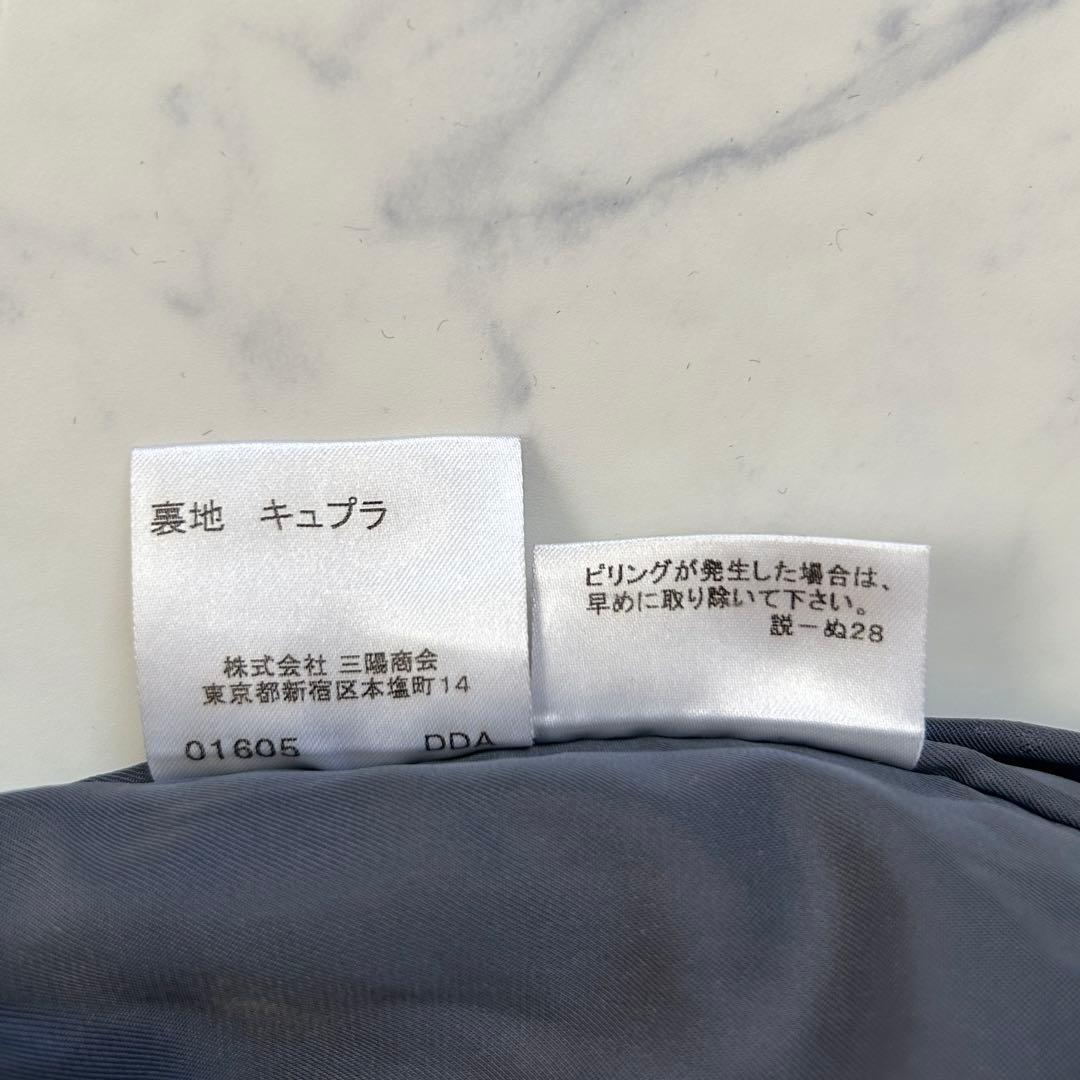 裏地 キュプラ
株式会社 三陽商会
東京都新宿区本塩町14
01605 DDA
ピリングが発生した場合は、
早めに取り除いて下さい。
説ーぬ28